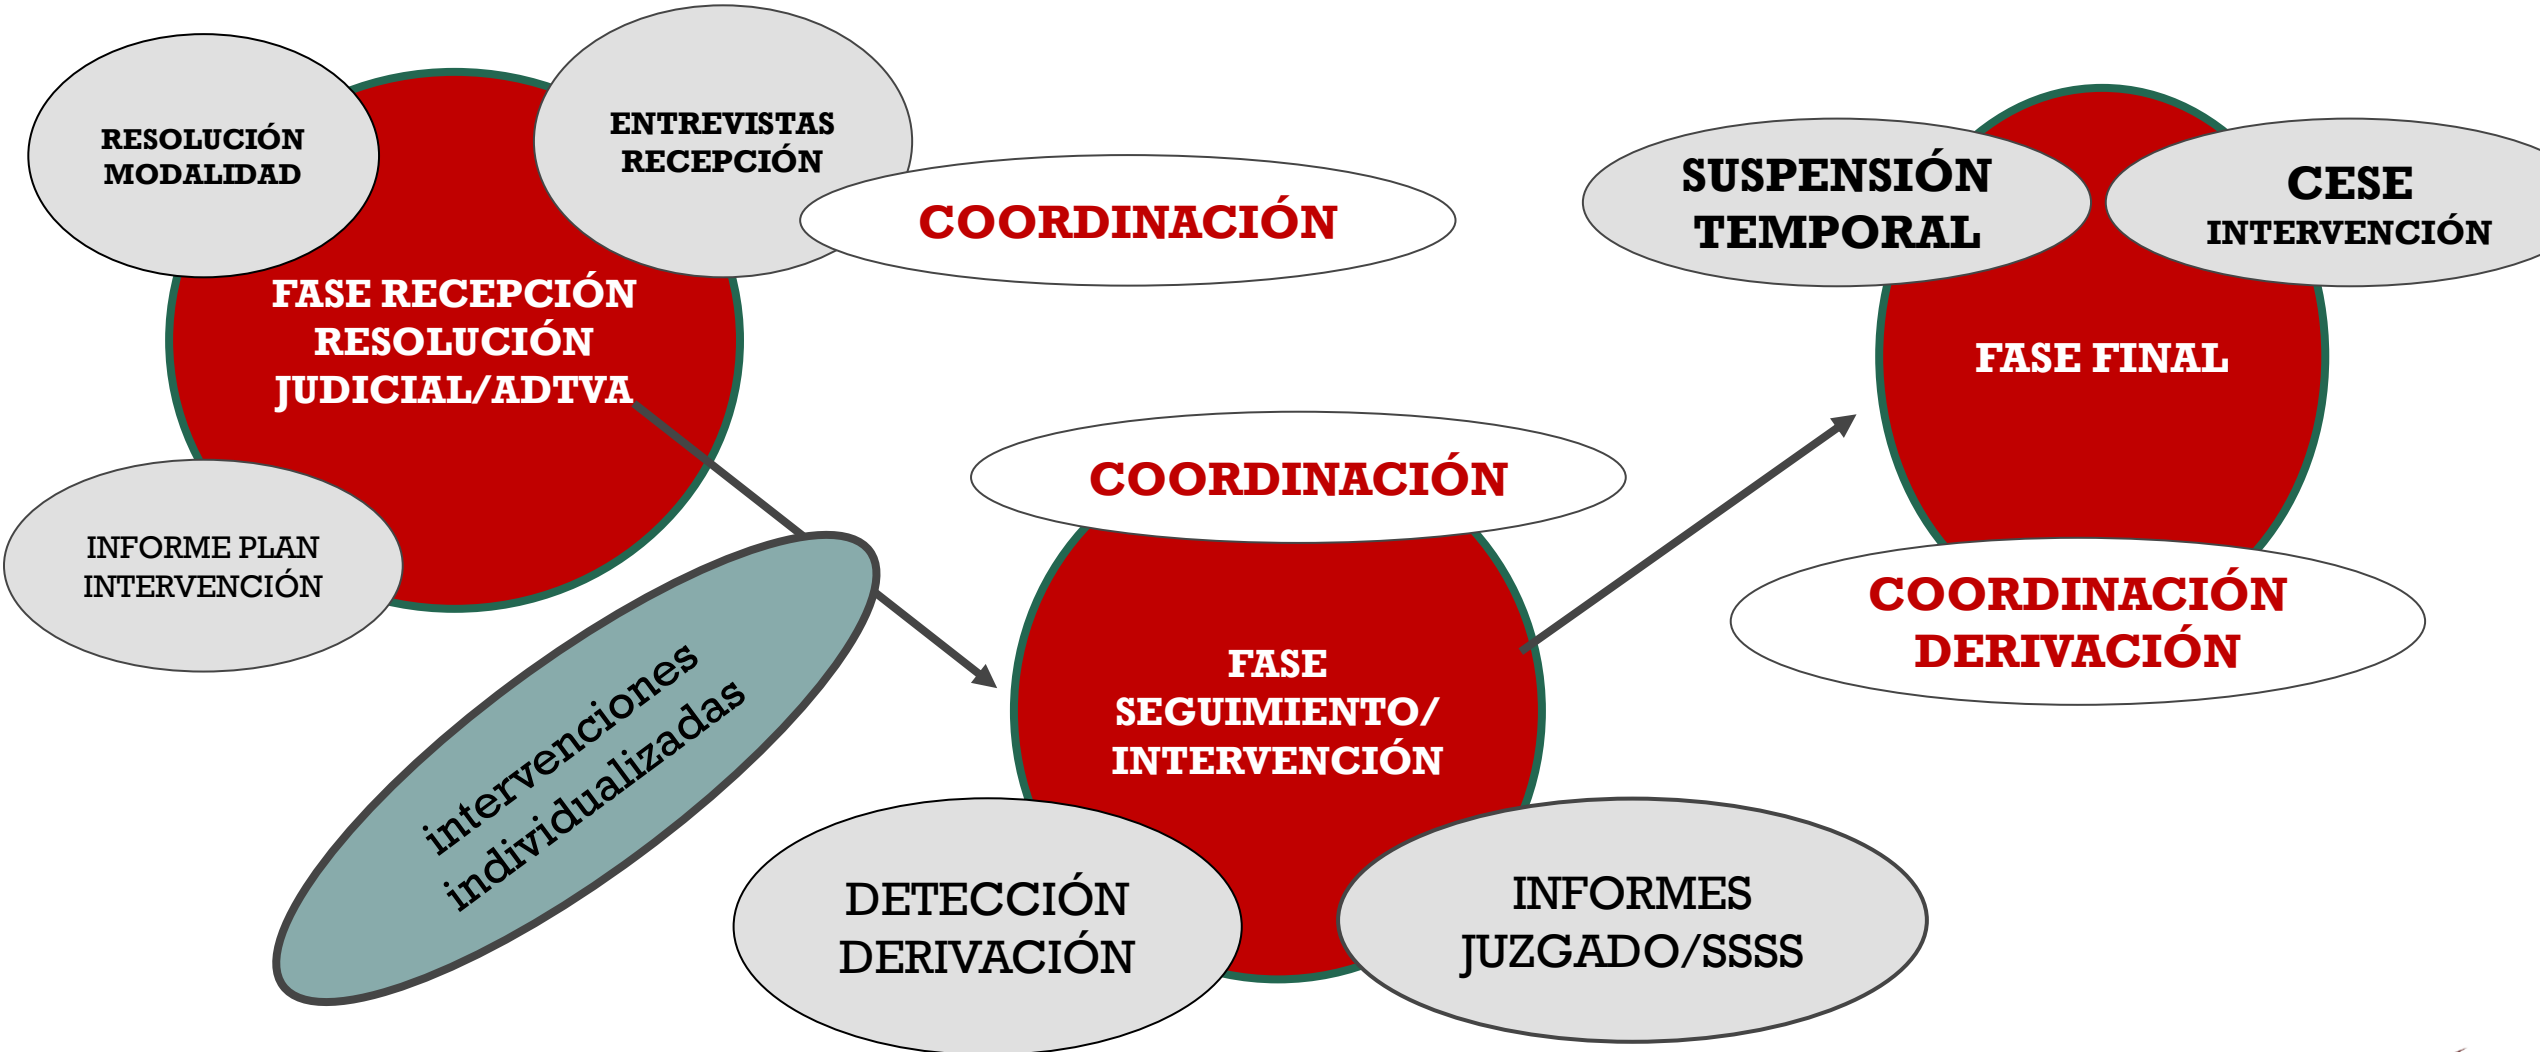 RESOLUCIÓN
MODALIDAD
ENTREVISTAS
RECEPCIÓN
COORDINACIÓN
FASE RECEPCIÓN
RESOLUCIÓN
JUDICIAL/ADTVA
INFORME PLAN
INTERVENCIÓN
intervenciones
individualizadas
COORDINACIÓN
FASE
SEGUIMIENTO/
INTERVENCIÓN
DETECCIÓN
DERIVACIÓN
INFORMES
JUZGADO/SSSS
SUSPENSIÓN
TEMPORAL
CESE
INTERVENCIÓN
FASE FINAL
COORDINACIÓN
DERIVACIÓN